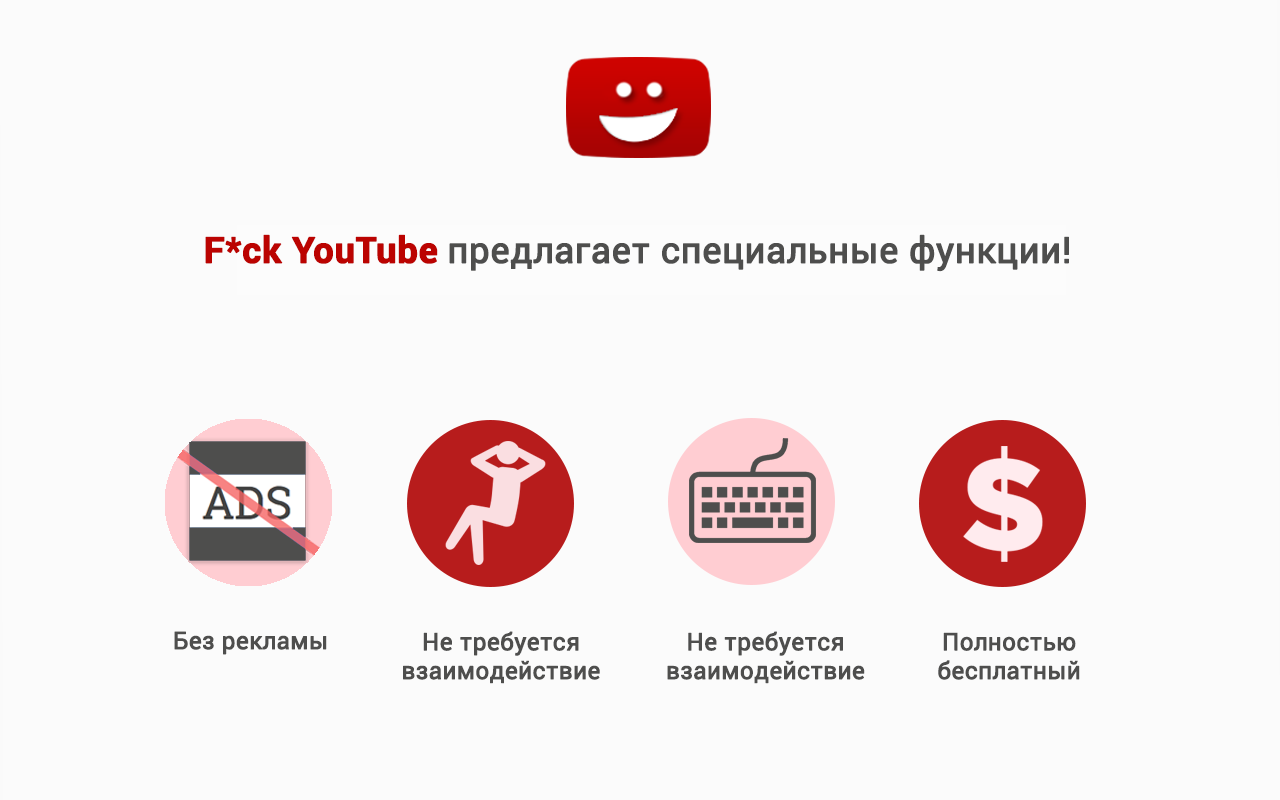 F*ck YouTube предлагает специальные функции!
ADS
Без рекламы
Не требуется
взаимодействие
Не требуется
взаимодействие
Полностью
бесплатный